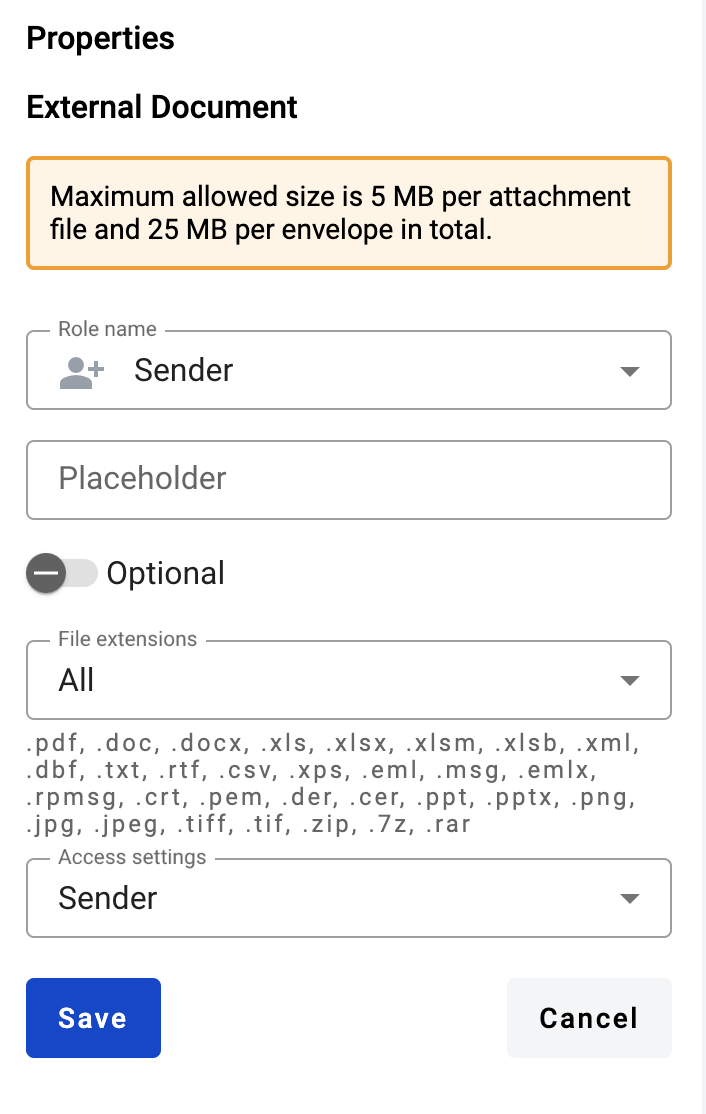 Properties
External Document
Maximum allowed size is 5 MB per attachment
file and 25 MB per envelope in total.
Role name
Sender
Placeholder
Optional
File extensions
All
.pdf, .doc, .docx, .xls, .xlsx, .xlsm, .xlsb, .xml,
.dbf, .txt, .rtf, .csv, .xps, .eml, .msg, .emlx,
.rpmsg, .crt, .pem, .der, .cer, .ppt, .pptx, .png,
.jpg, .jpeg, .tiff, .tif, .zip, .7z, .rar
Access settings
Sender
Save
Cancel